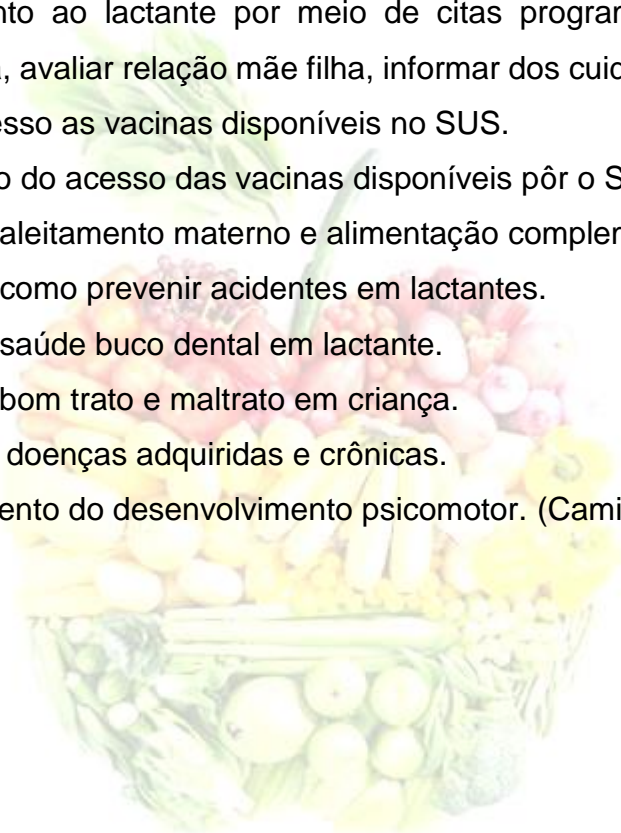 nto ao lactante por meio de citas program
, avaliar relação mãe filha, informar dos cuid
esso as vacinas disponíveis no SUS.
o do acesso das vacinas disponíveis pôr o S
aleitamento materno e alimentação complem
como prevenir acidentes em lactantes.
saúde buco dental em lactante.
bom trato e maltrato em criança.
doenças adquiridas e crônicas.
ento do desenvolvimento psicomotor. (Cami